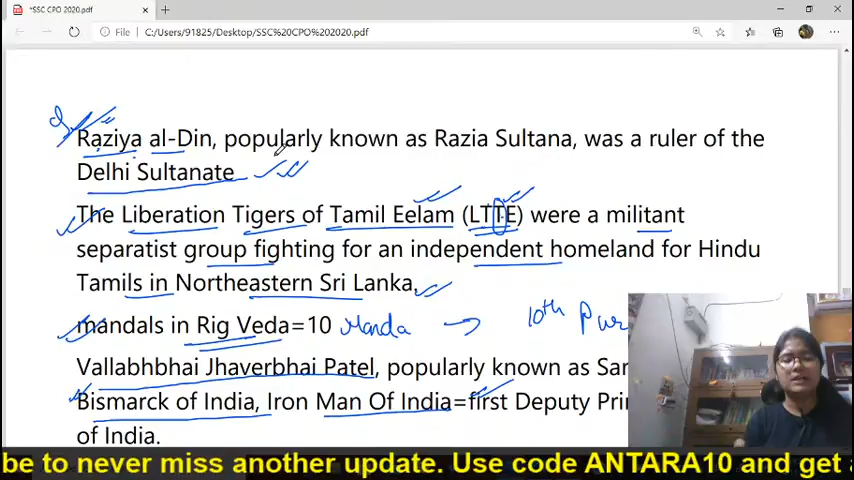 *SSC CPO 2020.pdf
File C:/Users/91825/Desktop/SSC%20CPO%202020.pdf
Raziya al-Din, popularly known as Razia Sultana, was a ruler of the
Delhi Sultanate
The Liberation Tigers of Tamil Eelam (LTTE) were a militant
separatist group fighting for an independent homeland for Hindu
Tamils in Northeastern Sri Lanka.
mandals in Rig Veda=10 Manda 10th Pur
Vallabhbhai Jhaverbhai Patel, popularly known as Sar
Bismarck of India, Iron Man Of India=first Deputy Pri
of India.
be to never miss another update. Use code ANTARA10 and get a